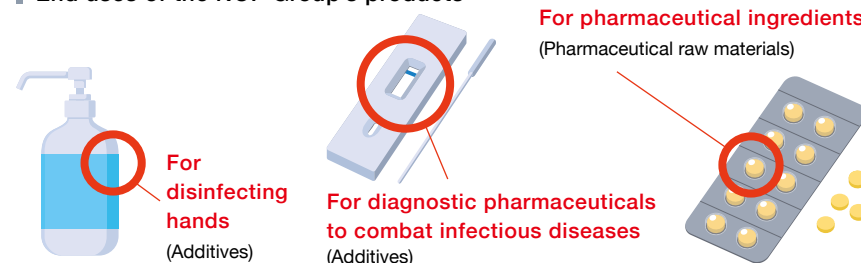 For pharmaceutical ingredients
(Pharmaceutical raw materials)
For
disinfecting
hands
(Additives)
For diagnostic pharmaceuticals
to combat infectious diseases
(Additives)